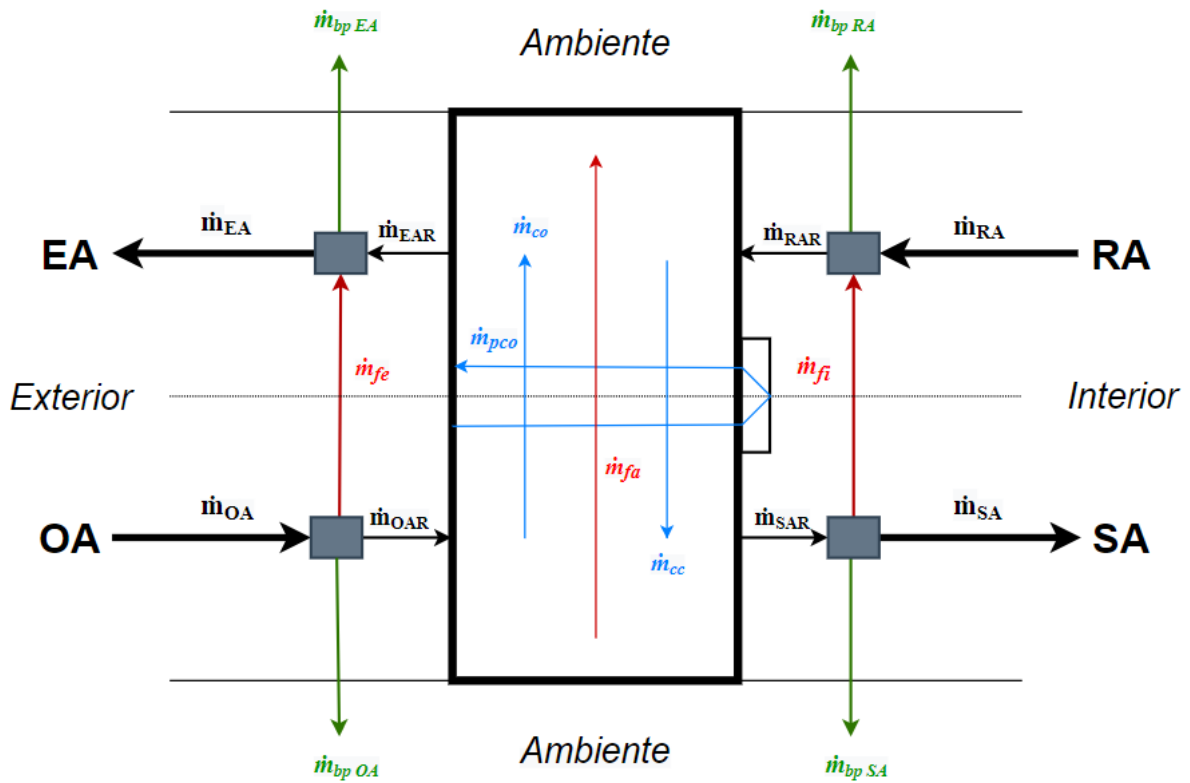 ṁbp EA
Ambiente
ṁbp RA
ṁEA
ṁEAR
ṁco
ṁRAR
ṁRA
EA
RA
ṁpco
ṁfe
ṁfi
Exterior
Interior
ṁfa
ṁOA
ṁOAR
ṁSAR
ṁSA
OA
SA
ṁcc
ṁbp OA
Ambiente
ṁbp SA